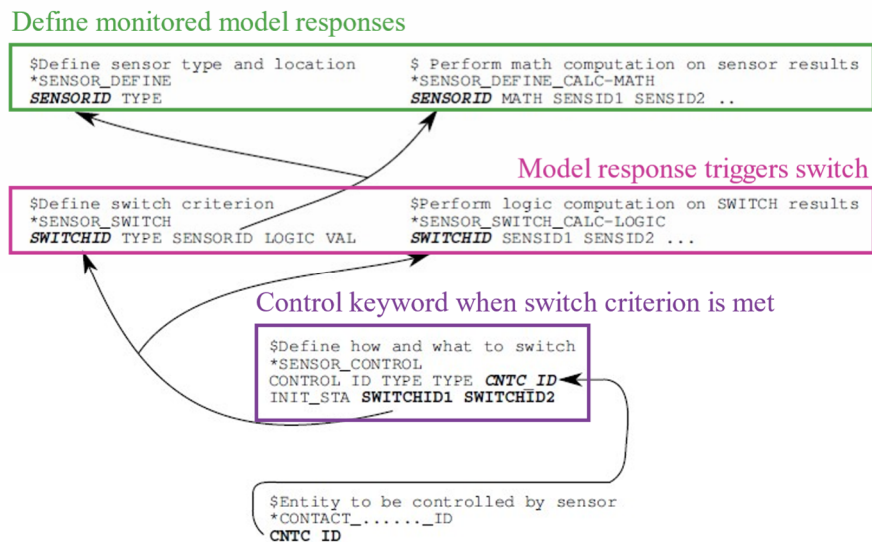 Define monitored model responses
$Define sensor type and location
*SENSOR_DEFINE
SENSORID TYPE
$ Perform math computation on sensor results
*SENSOR_DEFINE_CALC-MATH
SENSORID MATH SENSID1 SENSID2 ..
Model response triggers switch
$Define switch criterion
*SENSOR_SWITCH
SWITCHID TYPE SENSORID LOGIC VAL
$Perform logic computation on SWITCH results
*SENSOR_SWITCH_CALC-LOGIC
SWITCHID SENSID1 SENSID2 ...
Control keyword when switch criterion is met
$Define how and what to switch
*SENSOR_CONTROL
CONTROL ID TYPE TYPE CNTC_ID
INIT_STA SWITCHID1 SWITCHID2
$Entity to be controlled by sensor
*CONTACT_......_ID
CNTC ID